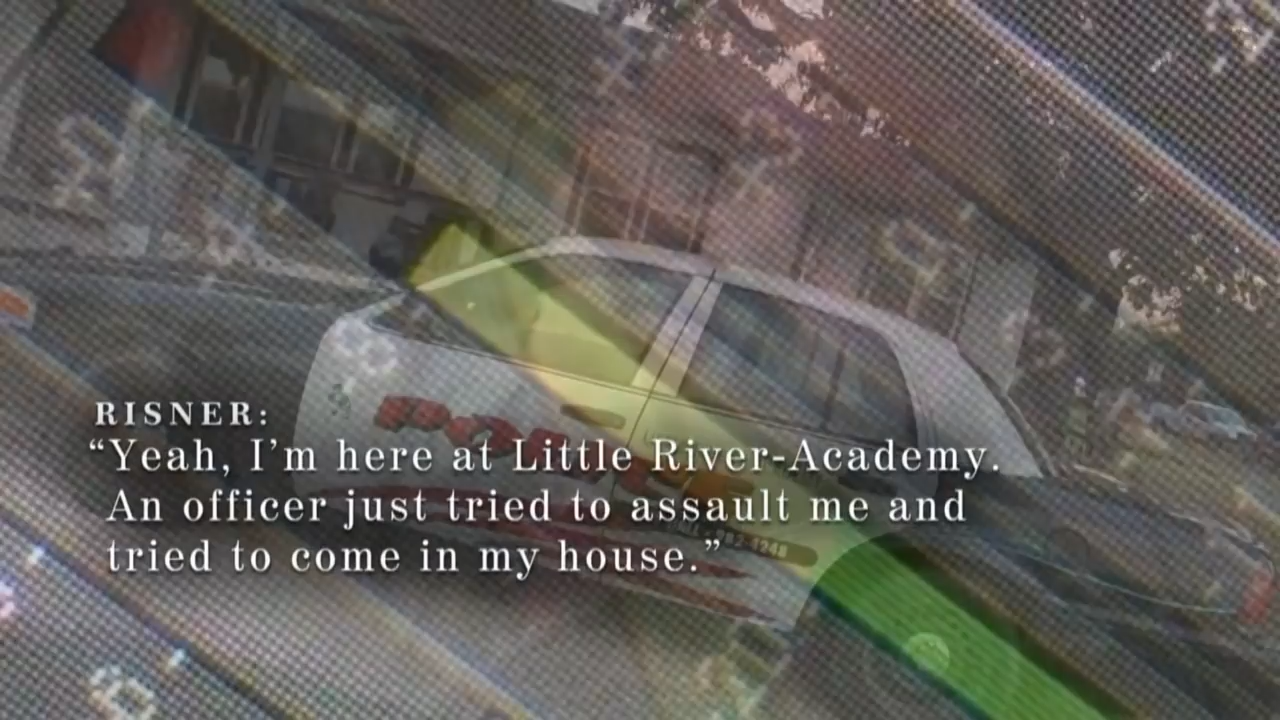 RISNER:
“Yeah, I’m here at Little River-Academy.
An officer just tried to assault me and
tried to come in my house.”